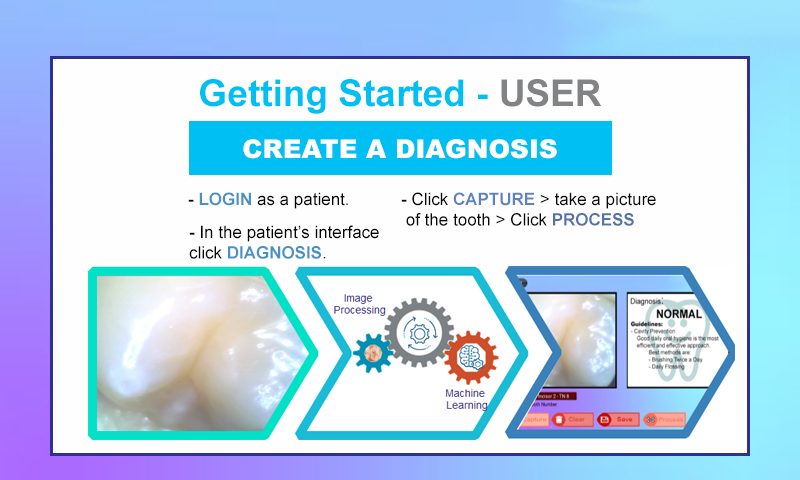 Getting Started - USER
CREATE A DIAGNOSIS
- LOGIN as a patient.
- In the patient's interface
click DIAGNOSIS.
- Click CAPTURE > take a picture
of the tooth > Click PROCESS
Image
Processing
Machine
Learning
Diagnosis:
NORMAL
Guidelines:
- Cavity Prevention
Good daily oral hygiene is the most
efficient and effective approach.
Best methods are:
- Brushing Twice a Day
- Daily Flossing
2 - TN 8
Number
Clear
Save
Process